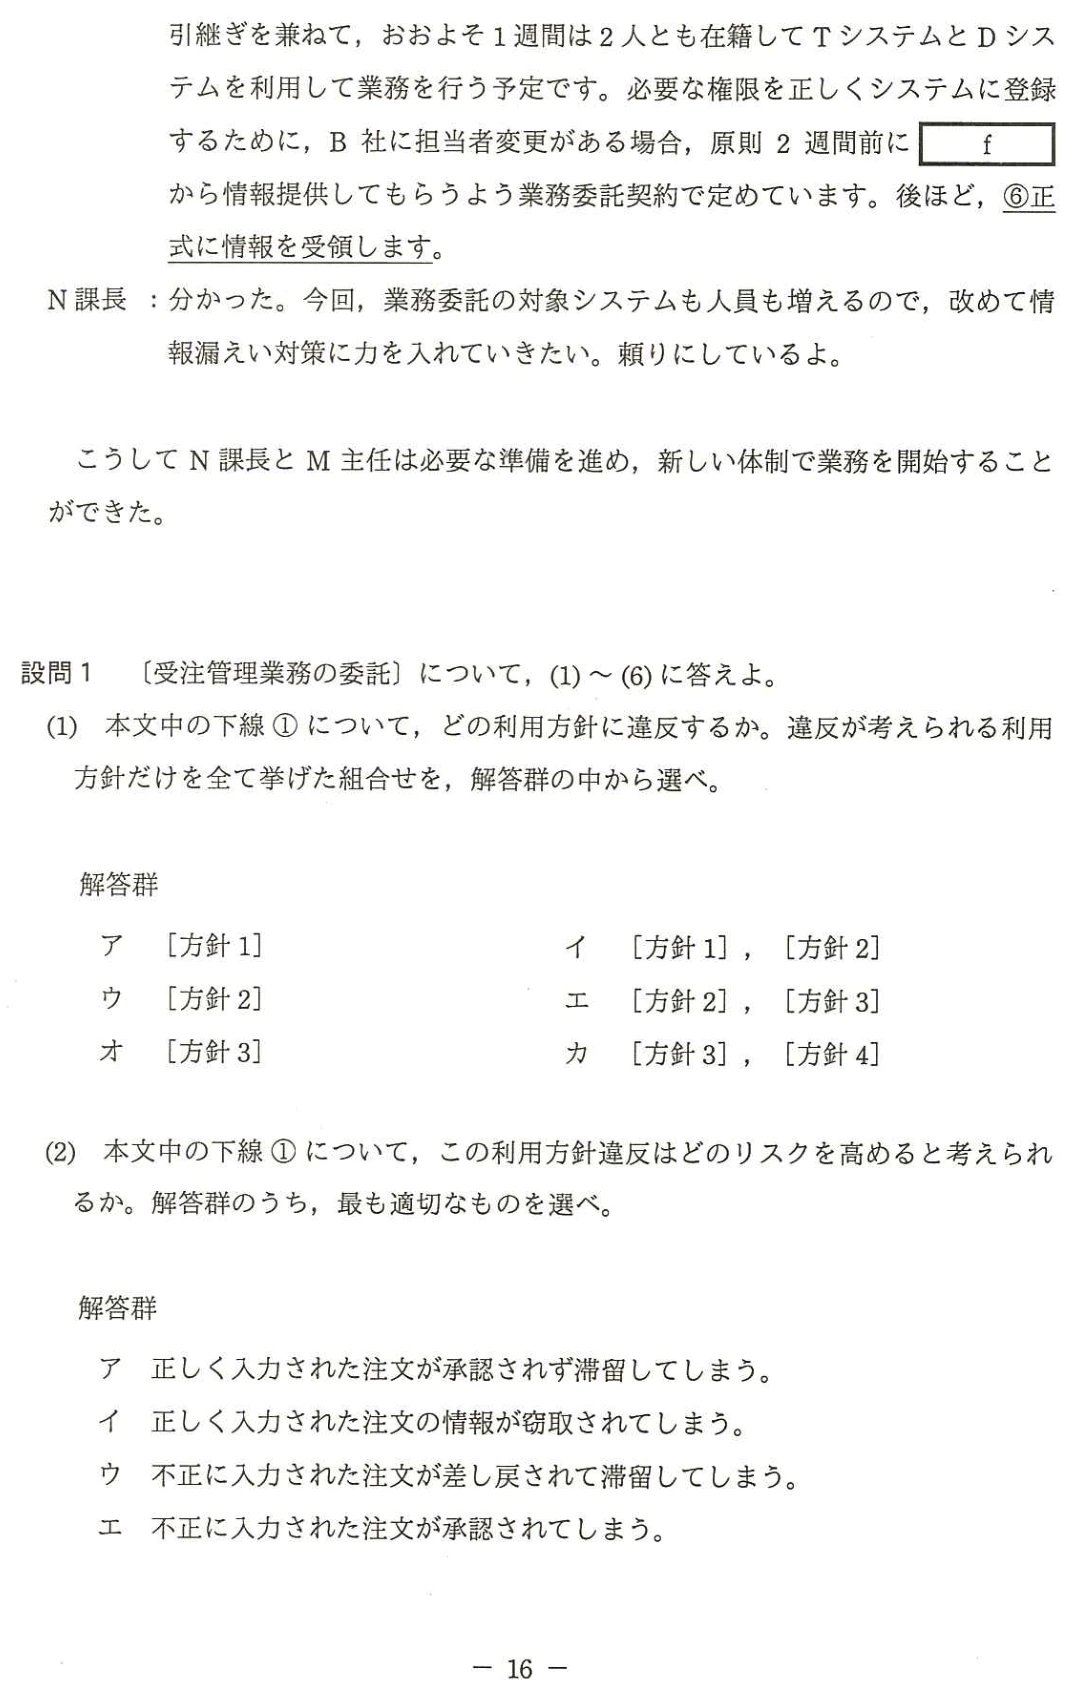 引継ぎを兼ねて，おおよそ1週間は2人とも在籍してTシステムとDシス
テムを利用して業務を行う予定です。必要な権限を正しくシステムに登録
するために，B 社に担当者変更がある場合，原則 2 週間前に f
から情報提供してもらうよう業務委託契約で定めています。後ほど，⑥正
式に情報を受領します。
N課長 ：分かった。今回，業務委託の対象システムも人員も増えるので，改めて情
報漏えい対策に力を入れていきたい。頼りにしているよ。
こうして N 課長と M 主任は必要な準備を進め，新しい体制で業務を開始すること
ができた。
設問1 〔受注管理業務の委託〕について，(1)～(6)に答えよ。
(1) 本文中の下線①について，どの利用方針に違反するか。違反が考えられる利用
方針だけを全て挙げた組合せを，解答群の中から選べ。
解答群
ア ［方針1］ イ ［方針1］，［方針2］
ウ ［方針2］ エ ［方針2］，［方針3］
オ ［方針3］ カ ［方針3］，［方針4］
(2) 本文中の下線①について，この利用方針違反はどのリスクを高めると考えられ
るか。解答群のうち，最も適切なものを選べ。
解答群
ア 正しく入力された注文が承認されず滞留してしまう。
イ 正しく入力された注文の情報が窃取されてしまう。
ウ 不正に入力された注文が差し戻されて滞留してしまう。
エ 不正に入力された注文が承認されてしまう。
－ 16 －